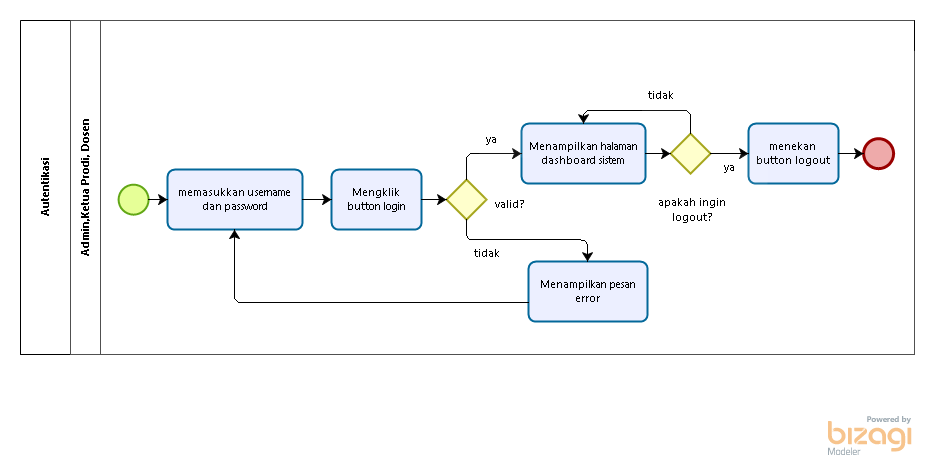 Autentikasi
Admin,Ketua Prodi, Dosen
memasukkan username
dan password
Mengklik
button login
valid?
ya
tidak
Menampilkan pesan
error
Menampilkan halaman
dashboard sistem
tidak
apakah ingin
logout?
ya
menekan
button logout
Powered by
bizagi
Modeler